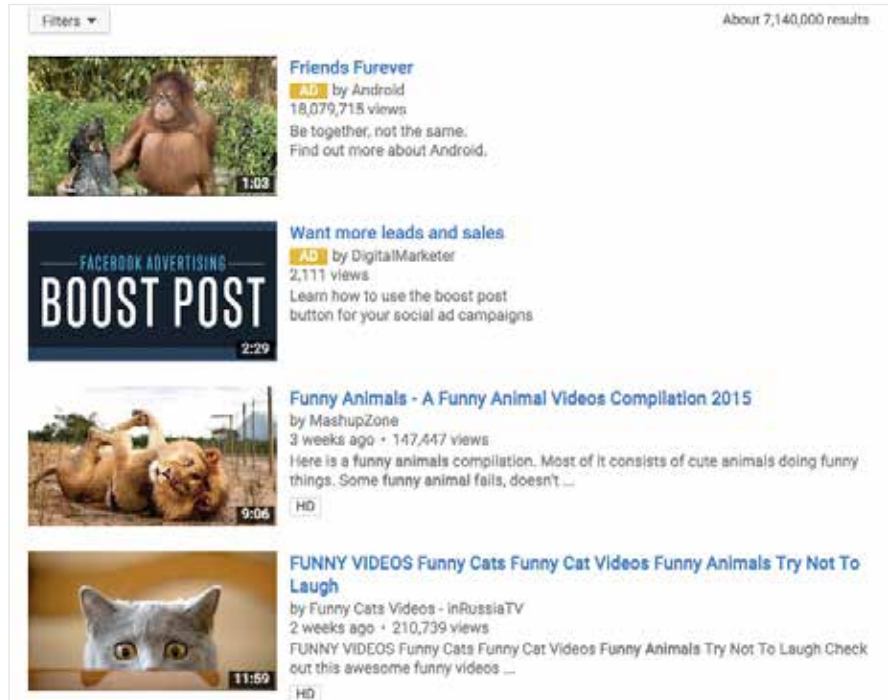 Filters ▼
About 7,140,000 results
Friends Furever
AD by Android
18,079,715 views
Be together, not the same.
Find out more about Android.
1:03
Want more leads and sales
AD by DigitalMarketer
2,111 views
Learn how to use the boost post
button for your social ad campaigns
FACEBOOK ADVERTISING
BOOST POST
2:29
Funny Animals - A Funny Animal Videos Compilation 2015
by MashupZone
3 weeks ago • 147,447 views
Here is a funny animals compilation. Most of it consists of cute animals doing funny
things. Some funny animal fails, doesn't ...
HD
9:06
FUNNY VIDEOS Funny Cats Funny Cat Videos Funny Animals Try Not To
Laugh
by Funny Cats Videos - inRussiaTV
2 weeks ago • 210,739 views
FUNNY VIDEOS Funny Cats Funny Cat Videos Funny Animals Try Not To Laugh Check
out this awesome funny videos ...
HD
11:59